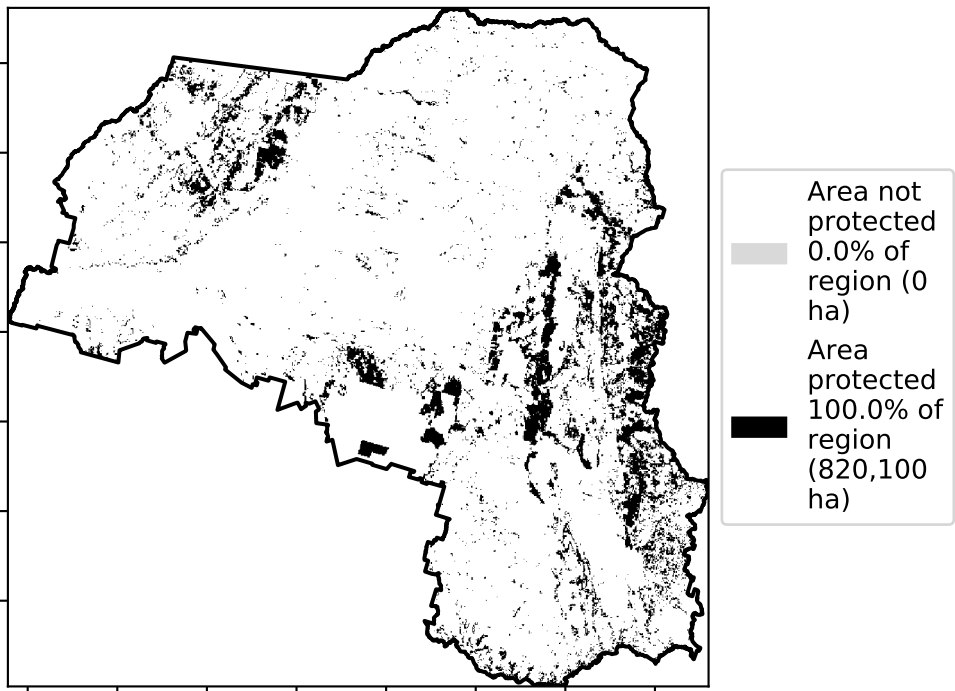 Area not
protected
0.0% of
region (0
ha)
Area
protected
100.0% of
region
(820,100
ha)